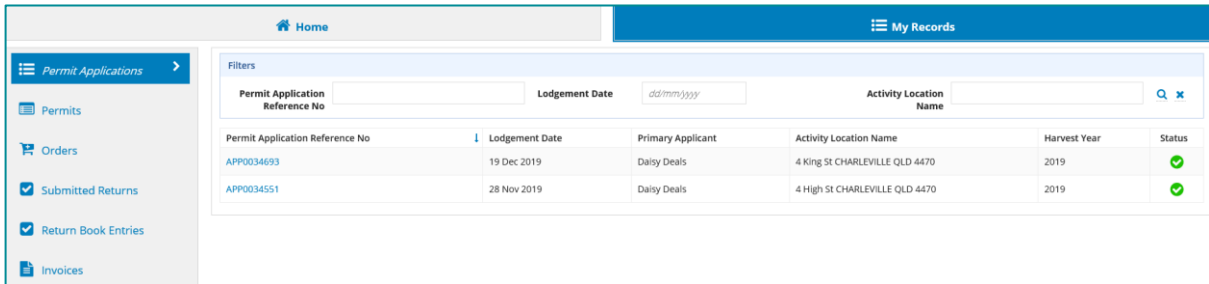 Home
My Records
Permit Applications
Permits
Orders
Submitted Returns
Return Book Entries
Invoices
Filters
Permit Application
Reference No
Lodgement Date
dd/mm/yyyy
Activity Location
Name
Permit Application Reference No Lodgement Date Primary Applicant Activity Location Name Harvest Year Status
APP0034693 19 Dec 2019 Daisy Deals 4 King St CHARLEVILLE QLD 4470 2019
APP0034551 28 Nov 2019 Daisy Deals 4 High St CHARLEVILLE QLD 4470 2019